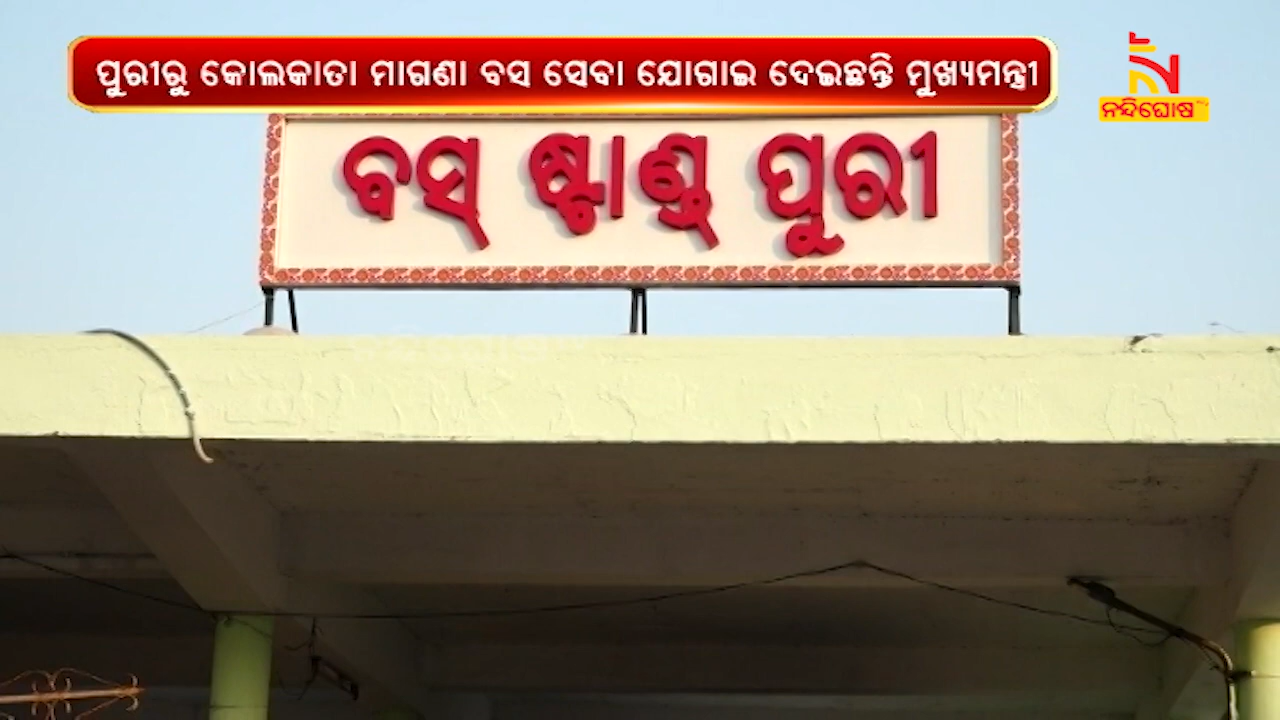 ପୁରୀରୁ କୋଲକାତା ମାଗଣା ବସ ସେବା ଯୋଗାଇ ଦେଇଛନ୍ତି ମୁଖ୍ୟମନ୍ତ୍ରୀ
ନନ୍ଦିଘୋଷ
ବସ୍ ଷ୍ଟାଣ୍ଡ୍ ପୁରୀ